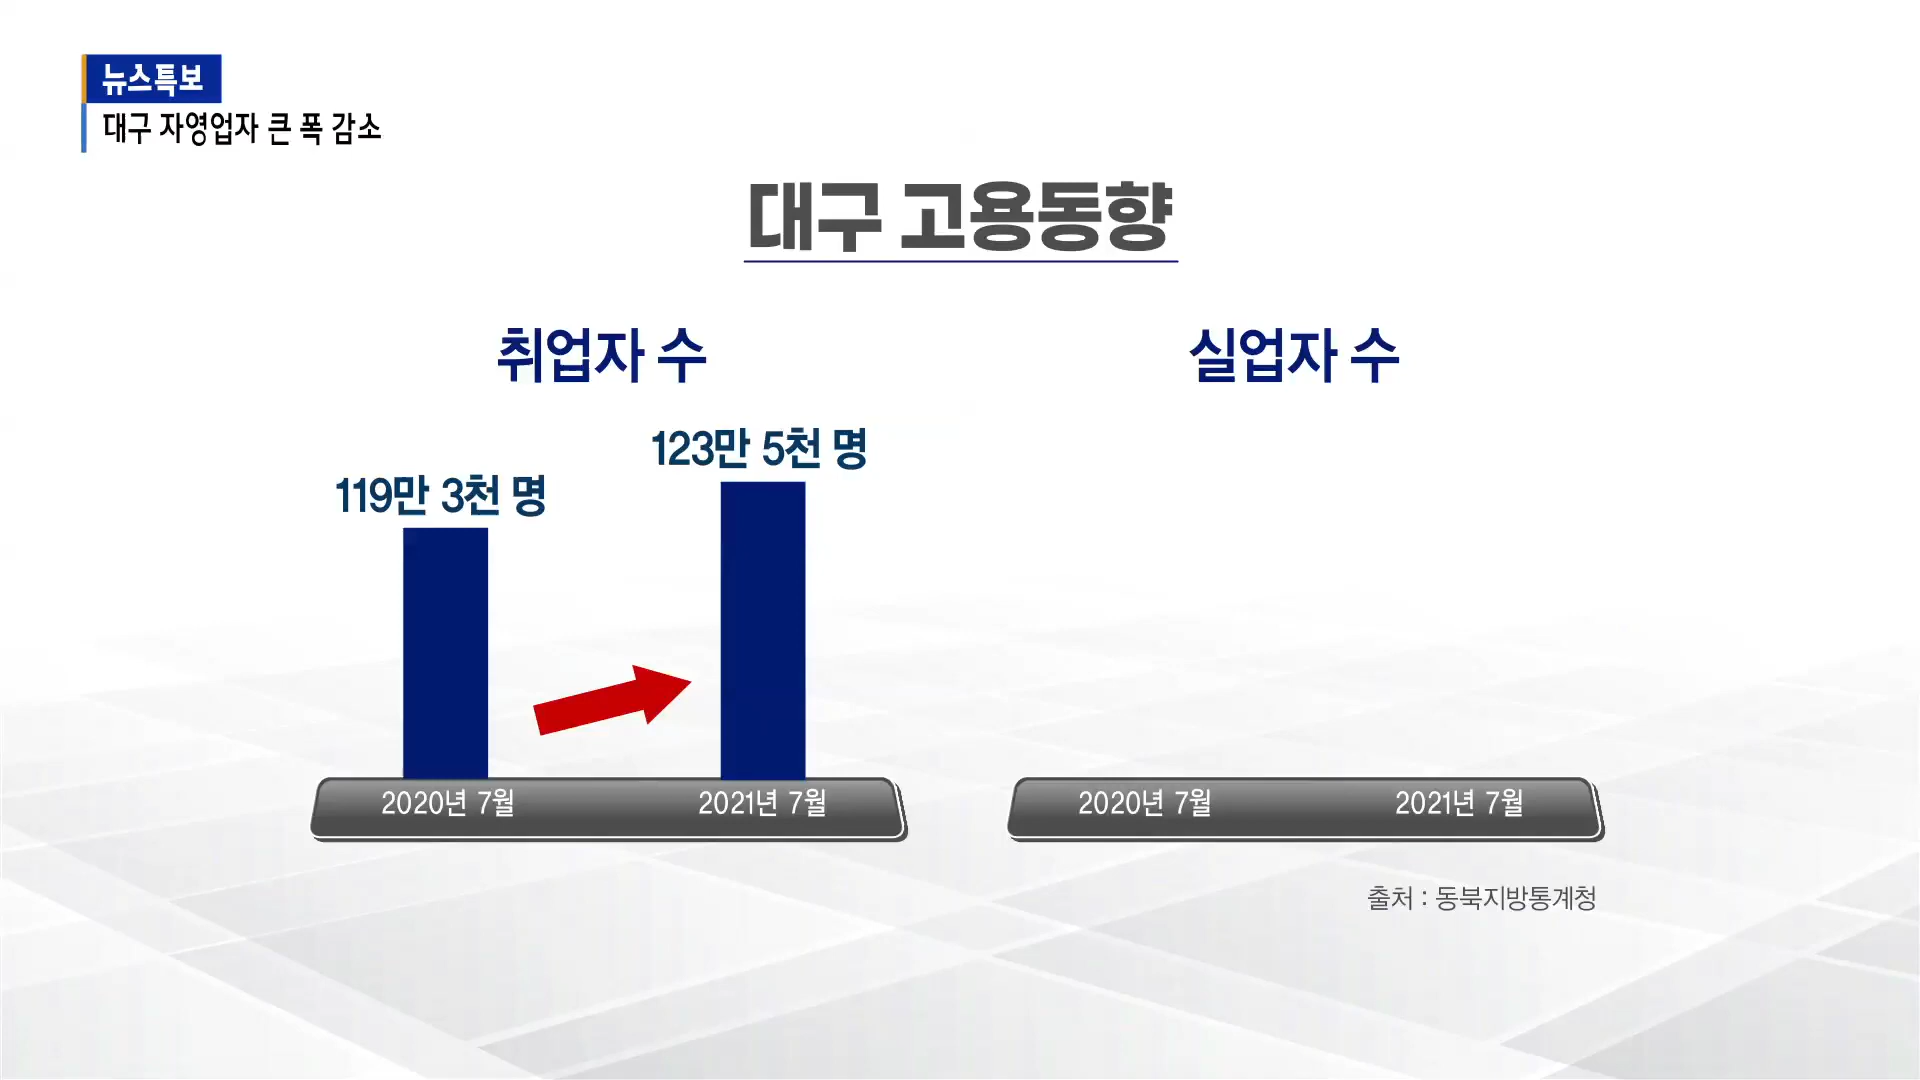 뉴스특보
대구 자영업자 큰 폭 감소
대구 고용동향
취업자 수
119만 3천 명
123만 5천 명
2020년 7월
2021년 7월
실업자 수
2020년 7월
2021년 7월
출처 : 동북지방통계청